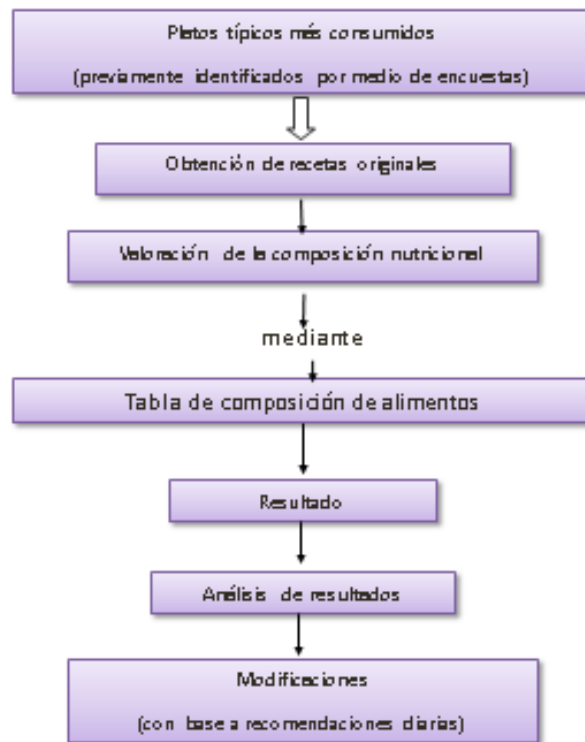 Platos típicos más consumidos
(previamente identificados por medio de encuestas)
Obtención de recetas originales
Valoración de la composición nutricional
mediante
Tabla de composición de alimentos
Resultado
Análisis de resultados
Modificaciones
(con base a recomendaciones diarias)